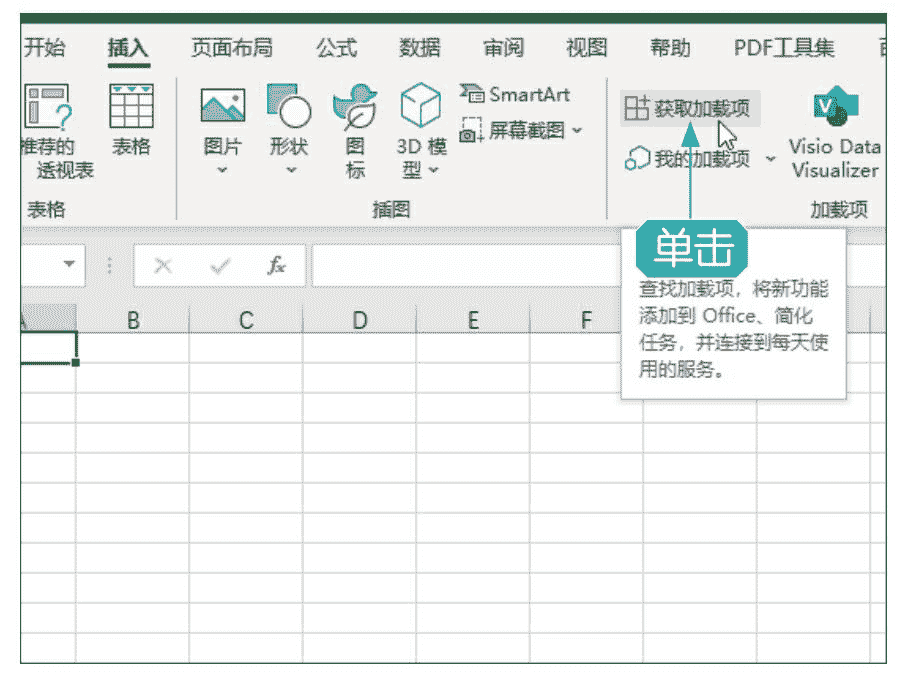 开始 插入 页面布局 公式 数据 审阅 视图 帮助 PDF工具集
推荐的
透视表
表格
图片
形状
图
标
3D 模
型
SmartArt
屏幕截图
获取加载项
我的加载项
Visio Data
Visualizer
表格 插图 加载项
单击
fx
查找加载项，将新功能
添加到 Office、简化
任务，并连接到每天使
用的服务。
A B C D E F